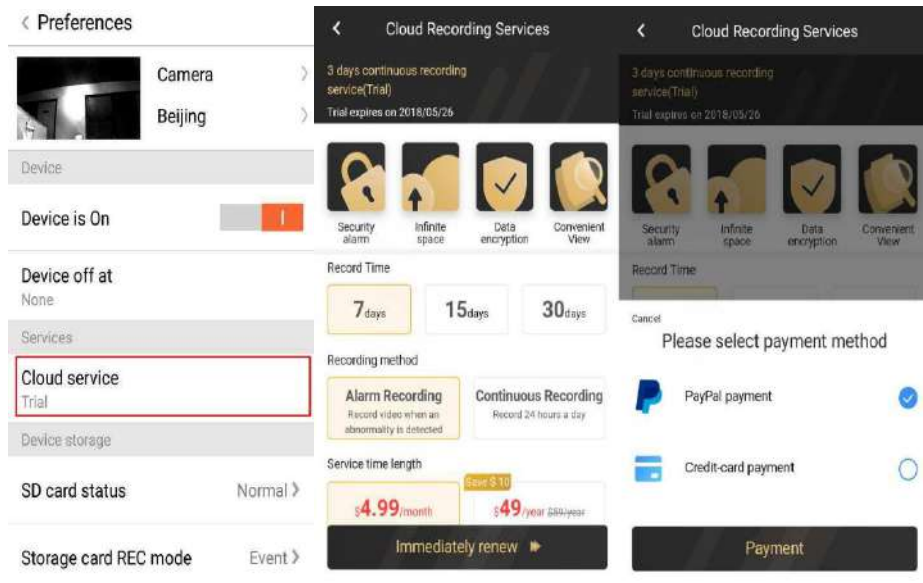 Preferences
Camera
Beijing
Device
Device is On
Device off at
None
Services
Cloud service
Trial
Device storage
SD card status Normal
Storage card REC mode Event
Cloud Recording Services
3 days continuous recording
service(Trial)
Trial expires on 2018/05/26
Security
alarm
Infinite
space
Data
encryption
Convenient
View
Record Time
7days 15days 30days
Recording method
Alarm Recording
Record video when an
abnormality is detected
Continuous Recording
Record 24 hours a day
Service time length
Save $ 10
$4.99/month $49/year $59/year
Immediately renew
Cloud Recording Services
3 days continuous recording
service(Trial)
Trial expires on 2018/05/26
Security
alarm
Infinite
space
Data
encryption
Convenient
View
Record Time
Cancel
Please select payment method
PayPal payment
Credit-card payment
Payment